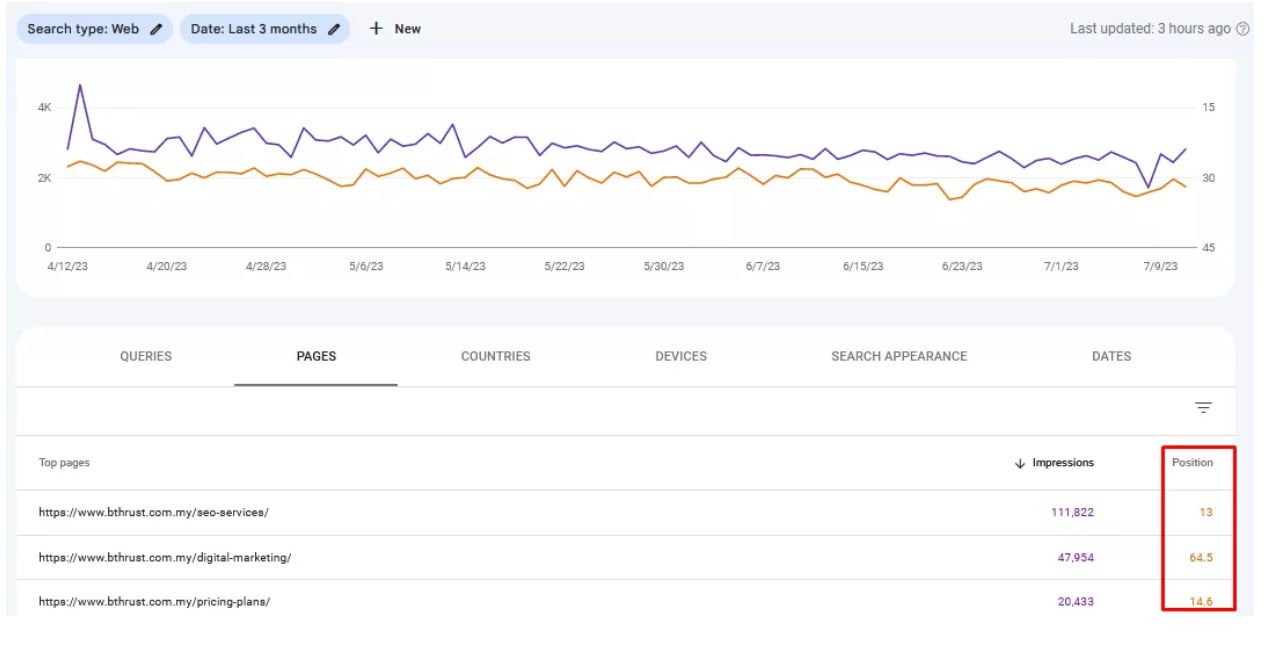 Search type: Web Date: Last 3 months + New Last updated: 3 hours ago
4K 15
2K 30
0 45
4/12/23 4/20/23 4/28/23 5/6/23 5/14/23 5/22/23 5/30/23 6/7/23 6/15/23 6/23/23 7/1/23 7/9/23
QUERIES PAGES COUNTRIES DEVICES SEARCH APPEARANCE DATES
Top pages Impressions Position
https://www.bthrust.com.my/seo-services/ 111,822 13
https://www.bthrust.com.my/digital-marketing/ 47,954 64.5
https://www.bthrust.com.my/pricing-plans/ 20,433 14.6